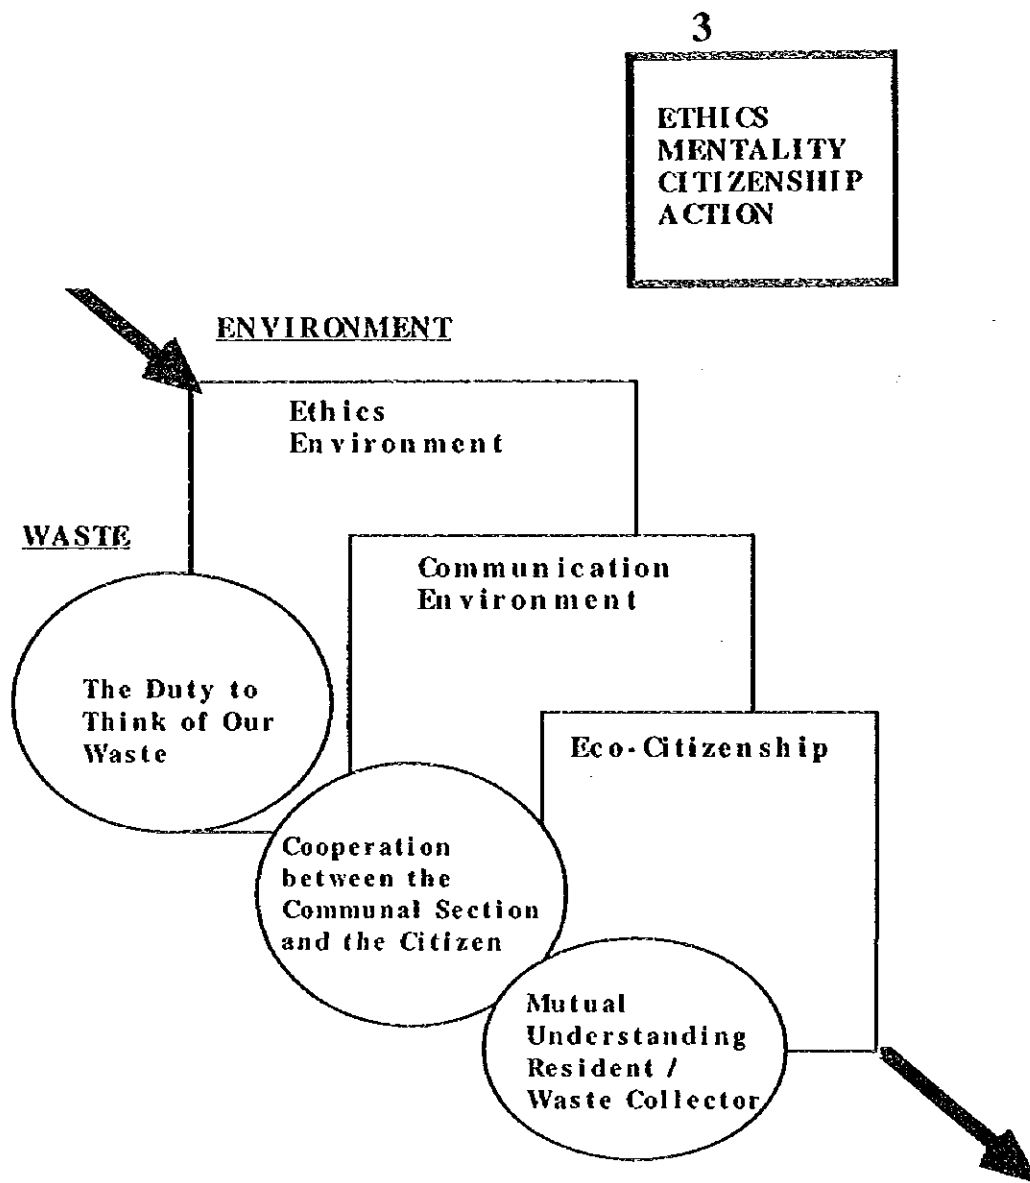 3
ETHICS
MENTALITY
CITIZENSHIP
ACTION
ENVIRONMENT
Ethics
Environment
WASTE
Communication
Environment
The Duty to
Think of Our
Waste
Eco-Citizenship
Cooperation
between the
Communal Section
and the Citizen
Mutual
Understanding
Resident /
Waste Collector